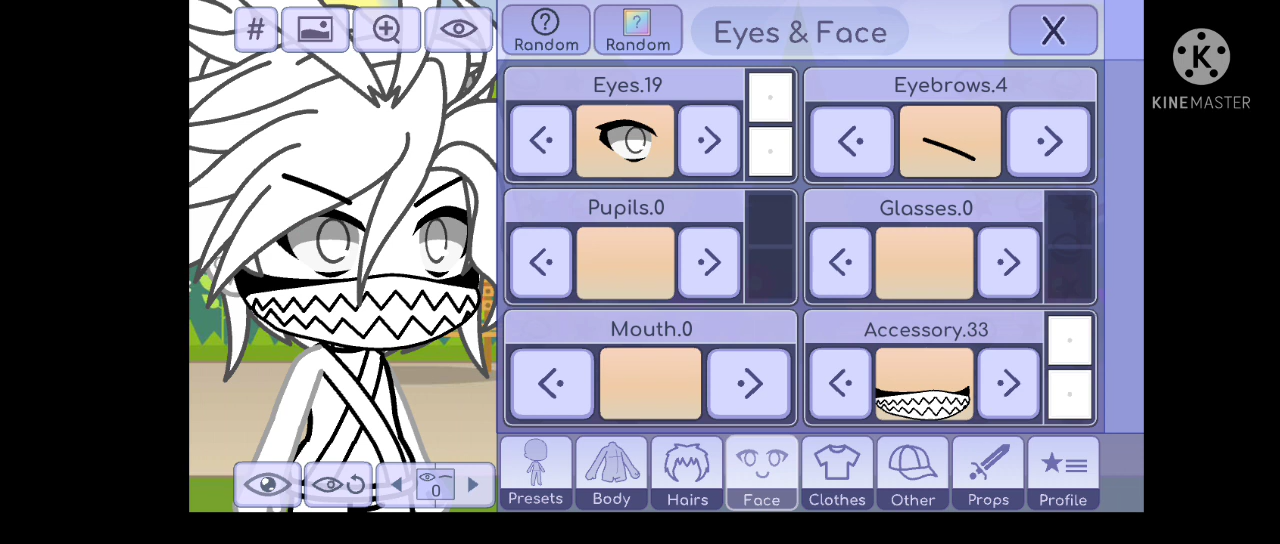 #
? Random
? Random
Eyes & Face
X
K
KINEMASTER
Eyes.19
Eyebrows.4
Pupils.0
Glasses.0
Mouth.0
Accessory.33
0
Presets
Body
Hairs
Face
Clothes
Other
Props
Profile